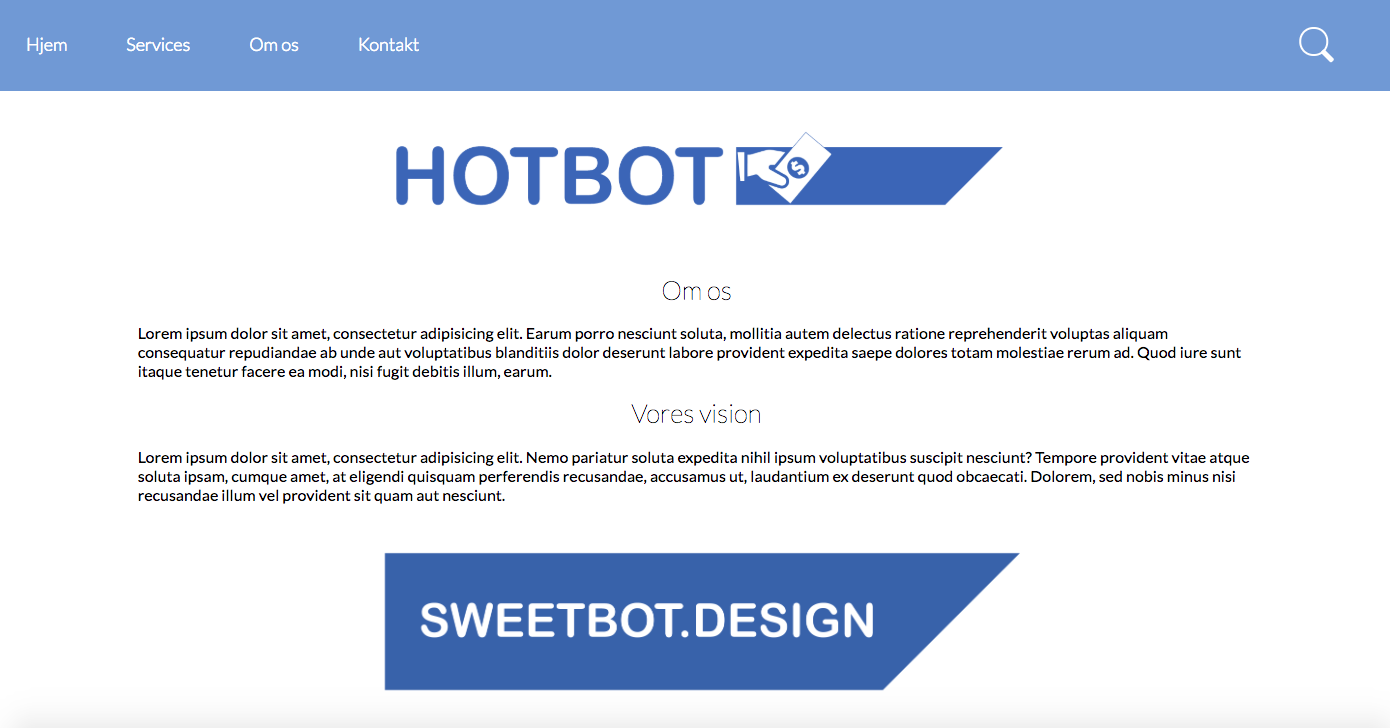 Hjem Services Om os Kontakt
HOTBOT $
Om os
Lorem ipsum dolor sit amet, consectetur adipisicing elit. Earum porro nesciunt soluta, mollitia autem delectus ratione reprehenderit voluptas aliquam
consequatur repudiandae ab unde aut voluptatibus blanditiis dolor deserunt labore provident expedita saepe dolores totam molestiae rerum ad. Quod iure sunt
itaque tenetur facere ea modi, nisi fugit debitis illum, earum.
Vores vision
Lorem ipsum dolor sit amet, consectetur adipisicing elit. Nemo pariatur soluta expedita nihil ipsum voluptatibus suscipit nesciunt? Tempore provident vitae atque
soluta ipsam, cumque amet, at eligendi quisquam perferendis recusandae, accusamus ut, laudantium ex deserunt quod obcaecati. Dolorem, sed nobis minus nisi
recusandae illum vel provident sit quam aut nesciunt.
SWEETBOT.DESIGN